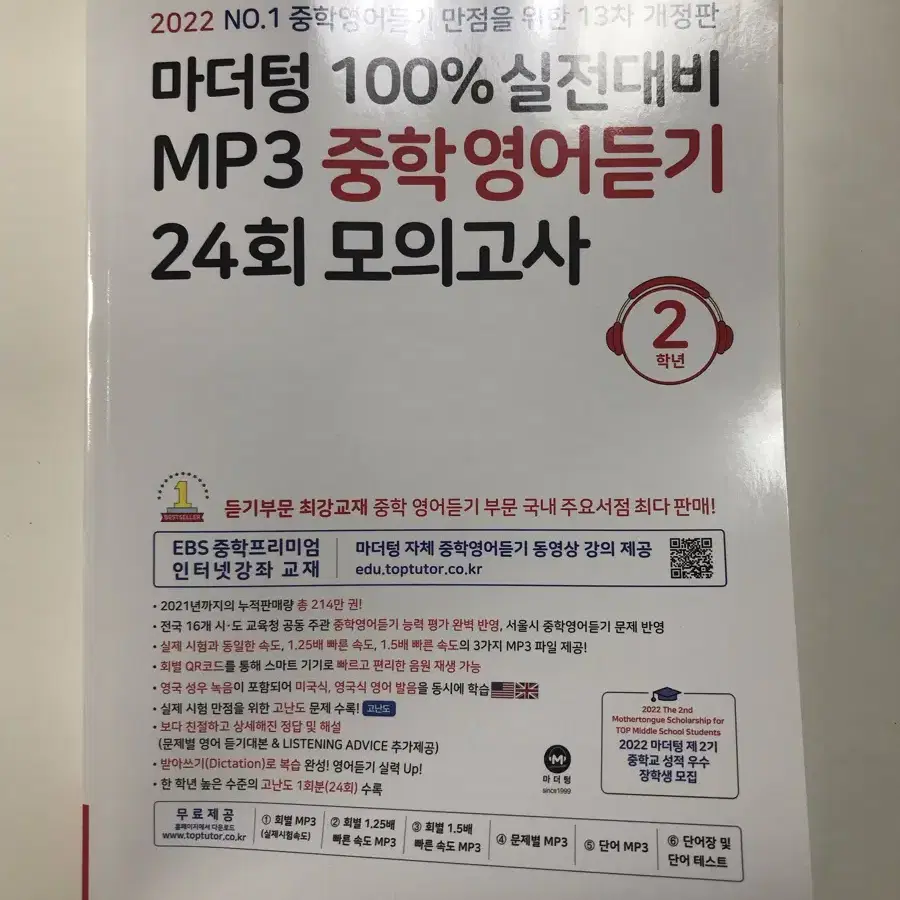 2022 NO.1 중학영어듣기 만점을 위한 13차 개정판
마더텅 100% 실전대비
MP3 중학영어듣기
24회 모의고사
2
학년
1
BESTSELLER
듣기부문 최강교재 중학 영어듣기 부문 국내 주요서점 최다 판매!
EBS 중학프리미엄
인터넷강좌 교재
마더텅 자체 중학영어듣기 동영상 강의 제공
edu.toptutor.co.kr
• 2021년까지의 누적판매량 총 214만 권!
• 전국 16개 시·도 교육청 공동 주관 중학영어듣기 능력 평가 완벽 반영, 서울시 중학영어듣기 문제 반영
• 실제 시험과 동일한 속도, 1.25배 빠른 속도, 1.5배 빠른 속도의 3가지 MP3 파일 제공!
• 회별 QR코드를 통해 스마트 기기로 빠르고 편리한 음원 재생 가능
• 영국 성우 녹음이 포함되어 미국식, 영국식 영어 발음을 동시에 학습
• 실제 시험 만점을 위한 고난도 문제 수록! 고난도
• 보다 친절하고 상세해진 정답 및 해설
(문제별 영어 듣기대본 & LISTENING ADVICE 추가제공)
• 받아쓰기(Dictation)로 복습 완성! 영어듣기 실력 Up!
• 한 학년 높은 수준의 고난도 1회분(24회) 수록
M
마더텅
since1999
2022 The 2nd
Mothertongue Scholarship for
TOP Middle School Students
2022 마더텅 제2기
중학교 성적 우수
장학생 모집
무료제공
홈페이지에서 다운로드
www.toptutor.co.kr
① 회별 MP3
(실제시험속도)
② 회별 1.25배
빠른 속도 MP3
③ 회별 1.5배
빠른 속도 MP3
④ 문제별 MP3
⑤ 단어 MP3
⑥ 단어장 및
단어 테스트